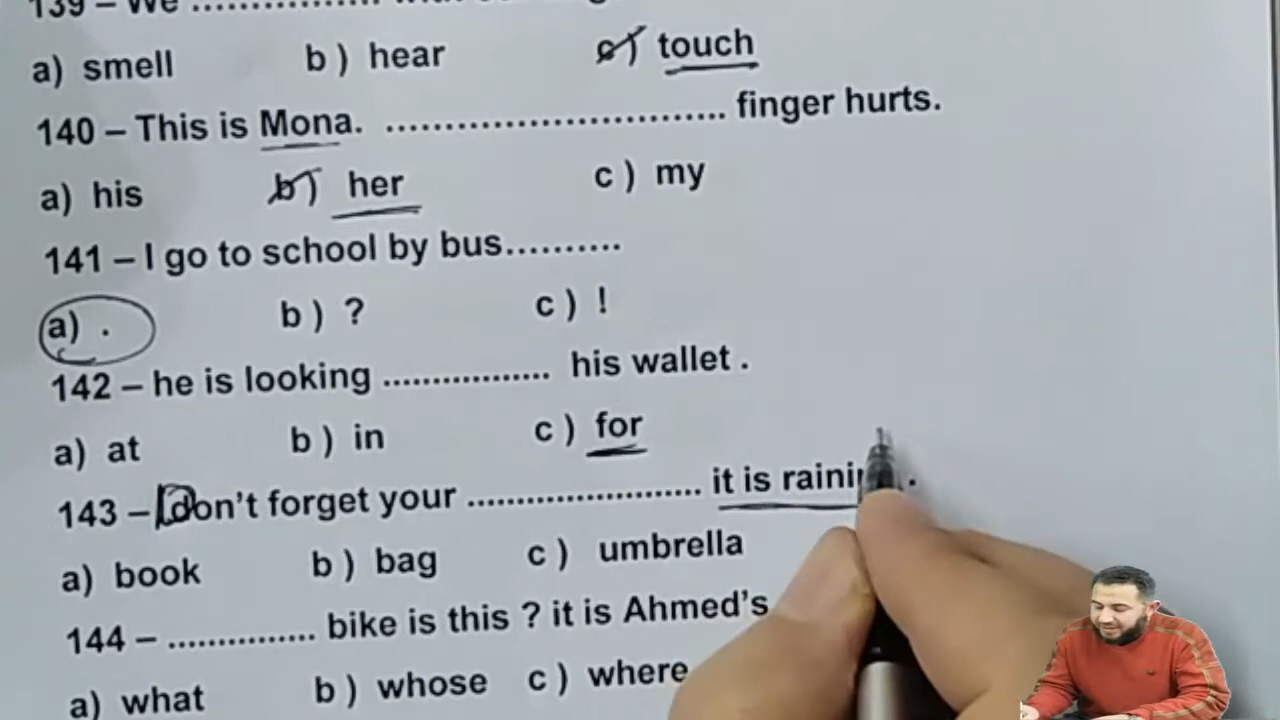 139 – We ................
a) smell b ) hear c ) touch
140 – This is Mona. ............................. finger hurts.
a) his b ) her c ) my
141 – I go to school by bus..........
a) . b ) ? c ) !
142 – he is looking ................. his wallet .
a) at b ) in c ) for
143 – don't forget your ........................ it is .
a) book b ) bag c ) umbrella
144 – ............... bike is this ? it is Ahmed's
a) what b ) whose c ) where